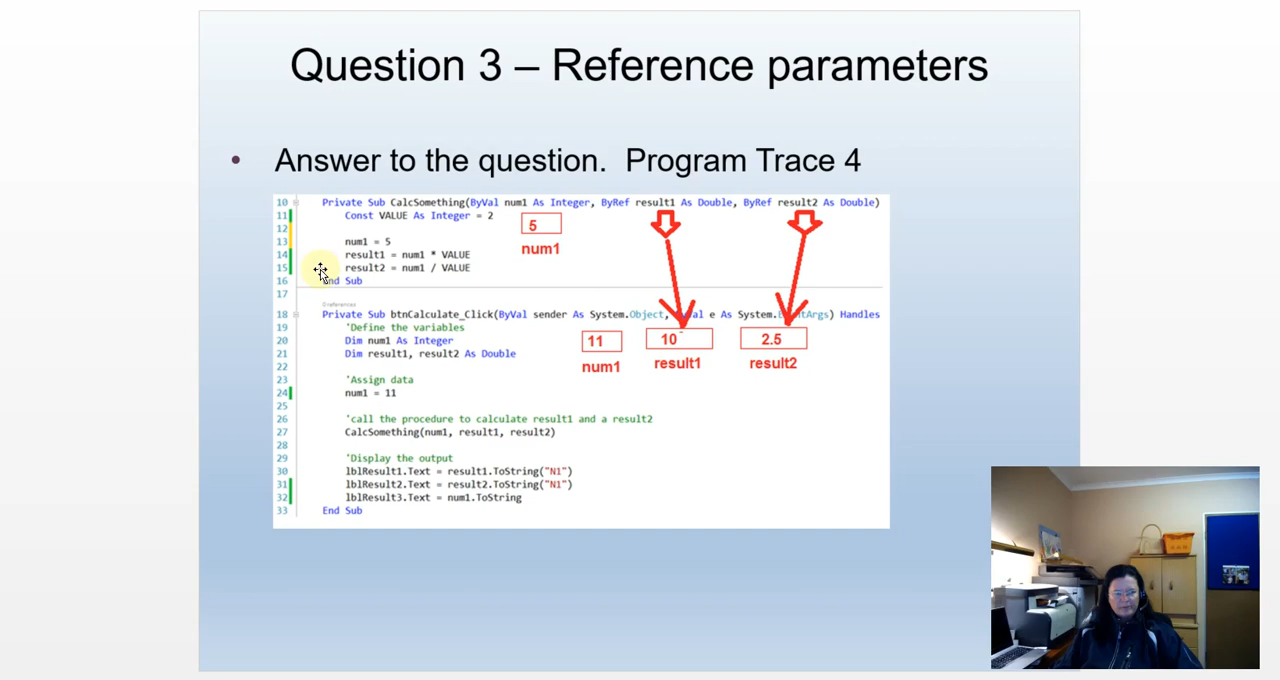 Question 3 – Reference parameters
• Answer to the question. Program Trace 4
10 Private Sub CalcSomething(ByVal num1 As Integer, ByRef result1 As Double, ByRef result2 As Double)
11 Const VALUE As Integer = 2
5
12
num1
13 num1 = 5
14 result1 = num1 * VALUE
15 result2 = num1 / VALUE
16 End Sub
17
0 references
18 Private Sub btnCalculate_Click(ByVal sender As System.Object, e As System. Args) Handles
19 'Define the variables
20 Dim num1 As Integer
11 10 2.5
21 Dim result1, result2 As Double
num1 result1 result2
22
23 'Assign data
24 num1 = 11
25
26 'call the procedure to calculate result1 and a result2
27 CalcSomething(num1, result1, result2)
28
29 'Display the output
30 lblResult1.Text = result1.ToString("N1")
31 lblResult2.Text = result2.ToString("N1")
32 lblResult3.Text = num1.ToString
33 End Sub